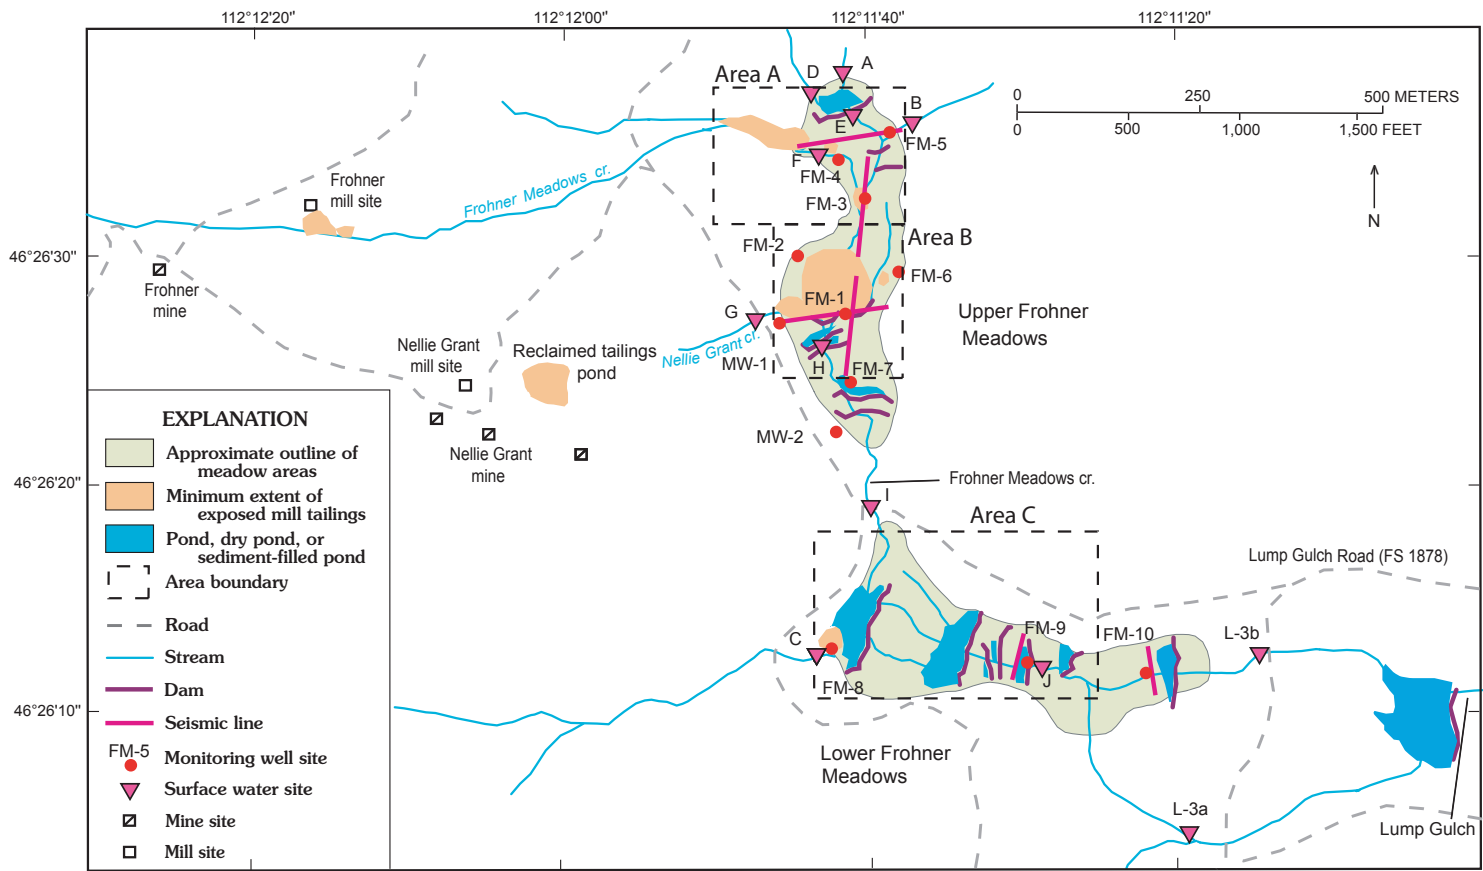 112°12'20"
112°12'00"
112°11'40"
112°11'20"
Area A
D
A
B
E
FM-5
F
FM-4
FM-3
0
250
500 METERS
0
500
1,000
1,500 FEET
N
Frohner
mill site
Frohner Meadows cr.
46°26'30"
Frohner
mine
FM-2
Area B
FM-6
FM-1
G
Upper Frohner
Meadows
Nellie Grant cr.
MW-1
H
FM-7
Nellie Grant
mill site
Reclaimed tailings
pond
MW-2
Nellie Grant
mine
46°26'20"
Frohner Meadows cr.
I
Area C
Lump Gulch Road (FS 1878)
C
FM-8
FM-9
J
FM-10
L-3b
46°26'10"
Lower Frohner
Meadows
L-3a
Lump Gulch
EXPLANATION
Approximate outline of
meadow areas
Minimum extent of
exposed mill tailings
Pond, dry pond, or
sediment-filled pond
Area boundary
Road
Stream
Dam
Seismic line
FM-5
Monitoring well site
Surface water site
Mine site
Mill site